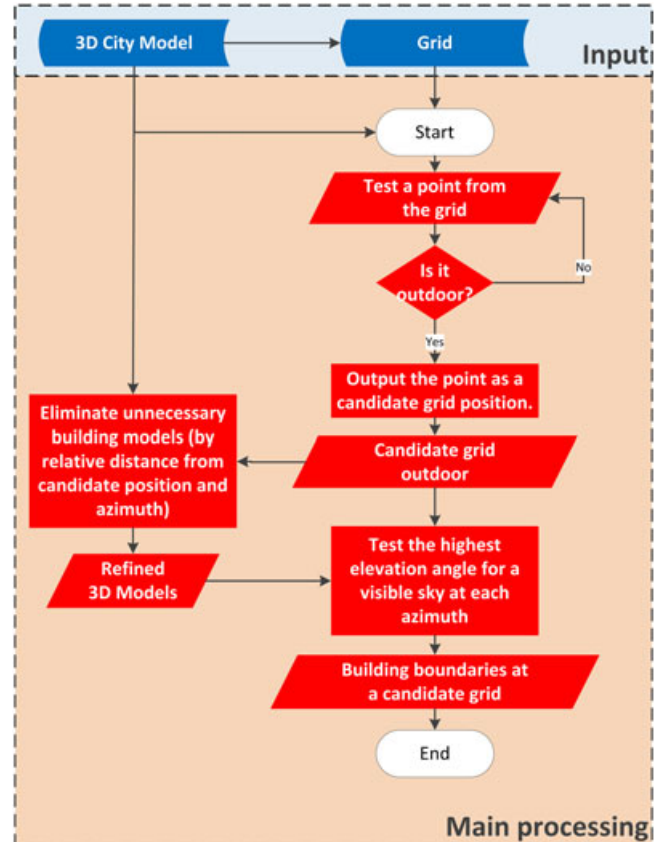 3D City Model
Grid
Input
Start
Test a point from
the grid
Is it
outdoor?
No
Yes
Output the point as a
candidate grid position.
Eliminate unnecessary
building models (by
relative distance from
candidate position and
azimuth)
Candidate grid
outdoor
Refined
3D Models
Test the highest
elevation angle for a
visible sky at each
azimuth
Building boundaries at
a candidate grid
End
Main processing